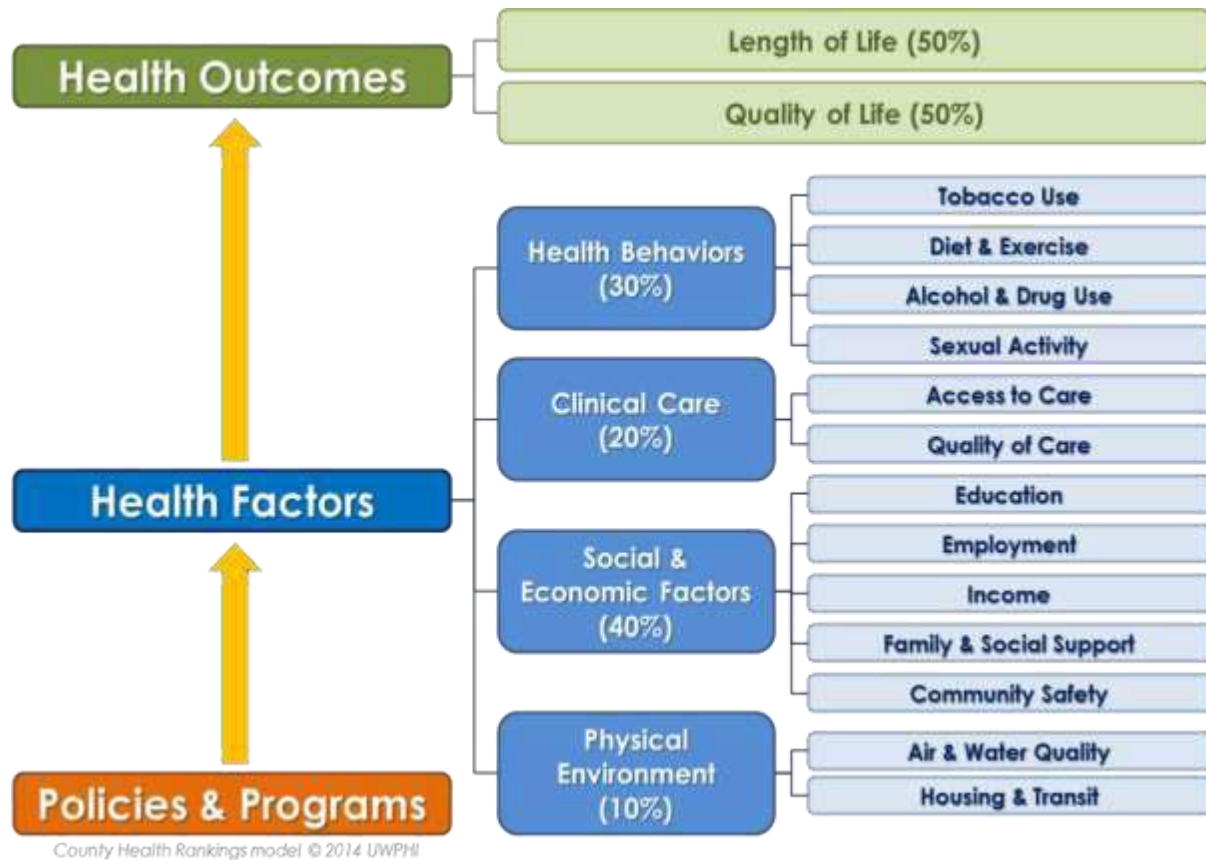 Health Outcomes
Length of Life (50%)
Quality of Life (50%)
Health Factors
Health Behaviors
(30%)
Tobacco Use
Diet & Exercise
Alcohol & Drug Use
Sexual Activity
Clinical Care
(20%)
Access to Care
Quality of Care
Social &
Economic Factors
(40%)
Education
Employment
Income
Family & Social Support
Community Safety
Physical
Environment
(10%)
Air & Water Quality
Housing & Transit
Policies & Programs
County Health Rankings model © 2014 UWPHI